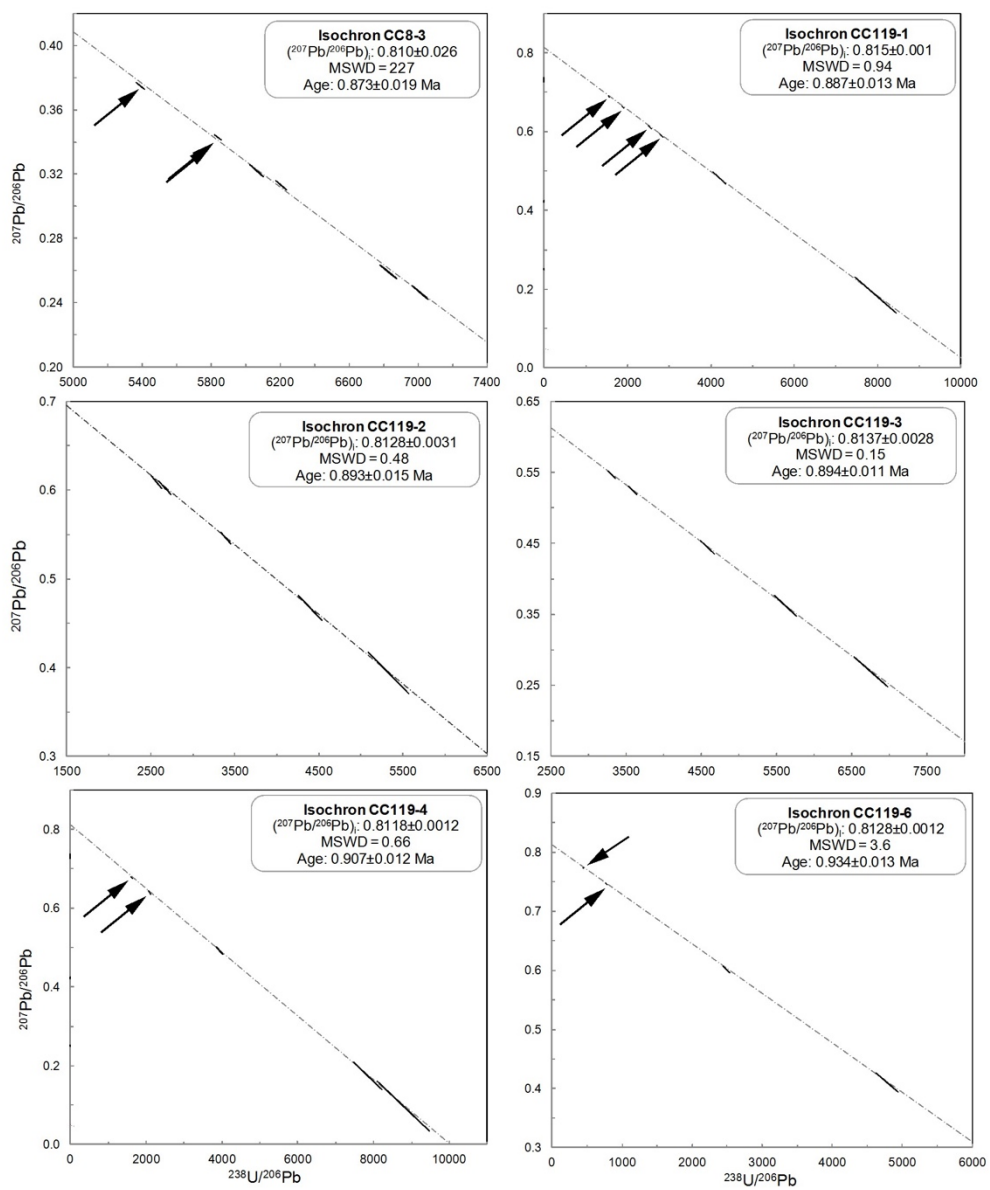 Isochron CC8-3
(²⁰⁷Pb/²⁰⁶Pb)ᵢ: 0.810±0.026
MSWD = 227
Age: 0.873±0.019 Ma
0.40
0.36
0.32
0.28
0.24
0.20
²⁰⁷Pb/²⁰⁶Pb
5000 5400 5800 6200 6600 7000 7400
Isochron CC119-1
(²⁰⁷Pb/²⁰⁶Pb)ᵢ: 0.815±0.001
MSWD = 0.94
Age: 0.887±0.013 Ma
0.8
0.6
0.4
0.2
0.0
0 2000 4000 6000 8000 10000
Isochron CC119-2
(²⁰⁷Pb/²⁰⁶Pb)ᵢ: 0.8128±0.0031
MSWD = 0.48
Age: 0.893±0.015 Ma
0.7
0.6
0.5
0.4
0.3
²⁰⁷Pb/²⁰⁶Pb
1500 2500 3500 4500 5500 6500
Isochron CC119-3
(²⁰⁷Pb/²⁰⁶Pb)ᵢ: 0.8137±0.0028
MSWD = 0.15
Age: 0.894±0.011 Ma
0.65
0.55
0.45
0.35
0.25
0.15
2500 3500 4500 5500 6500 7500
Isochron CC119-4
(²⁰⁷Pb/²⁰⁶Pb)ᵢ: 0.8118±0.0012
MSWD = 0.66
Age: 0.907±0.012 Ma
0.8
0.6
0.4
0.2
0.0
²⁰⁷Pb/²⁰⁶Pb
0 2000 4000 6000 8000 10000
²³⁸U/²⁰⁶Pb
Isochron CC119-6
(²⁰⁷Pb/²⁰⁶Pb)ᵢ: 0.8128±0.0012
MSWD = 3.6
Age: 0.934±0.013 Ma
0.9
0.8
0.7
0.6
0.5
0.4
0.3
0 1000 2000 3000 4000 5000 6000
²³⁸U/²⁰⁶Pb